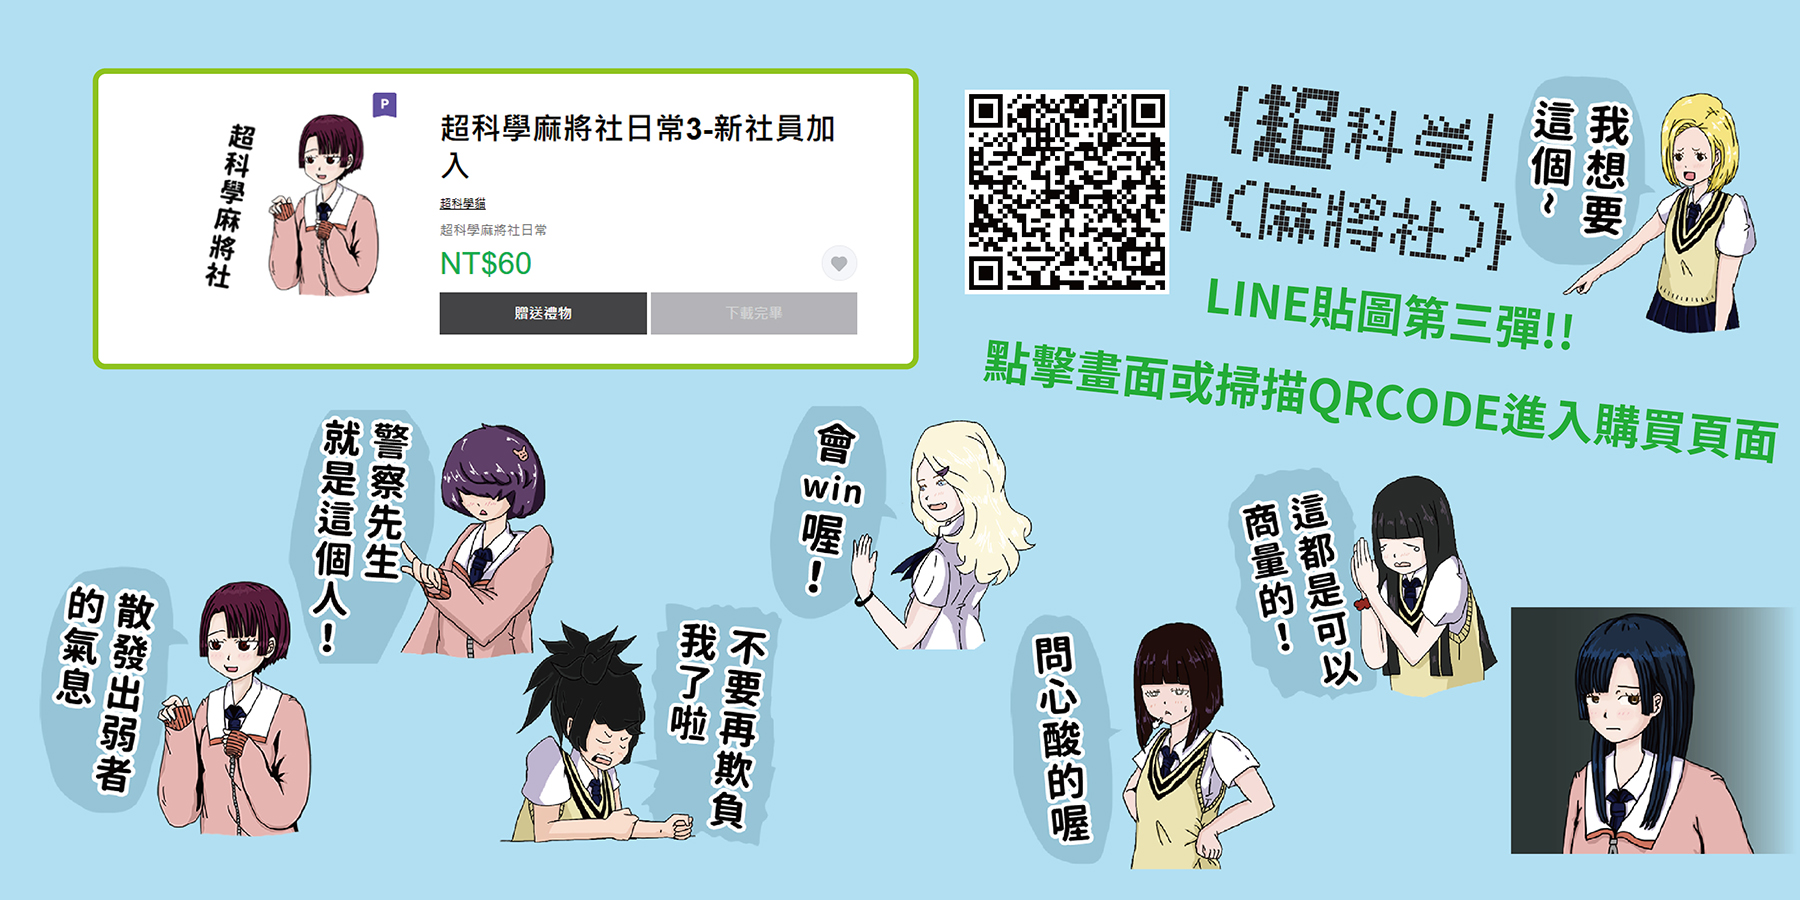 超科學麻將社
P
超科學麻將社日常3-新社員加
入
超科學貓
超科學麻將社日常
NT$60
贈送禮物
下載完畢
{超科學|
P(麻將社)}
我想要
這個~
LINE貼圖第三彈!!
點擊畫面或掃描QRCODE進入購買頁面
警察先生
就是這個人！
會
win
喔！
這都是可以
商量的！
散發出弱者
的氣息
不要再欺負
我了啦
問心酸的喔